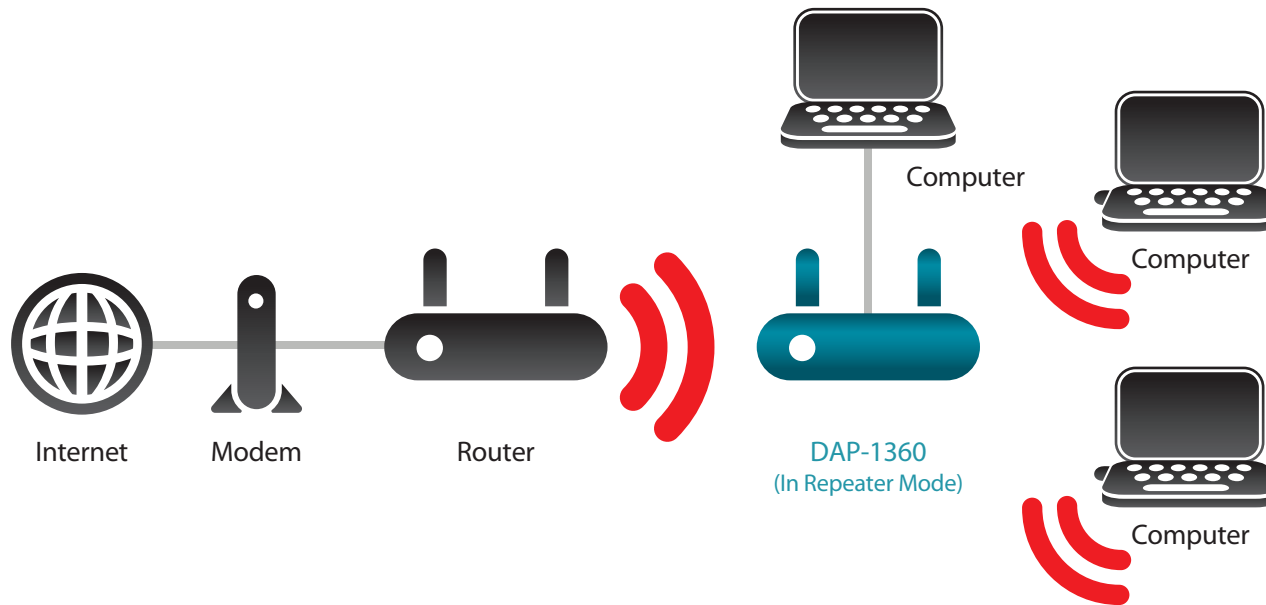 Computer
Computer
Internet
Modem
Router
DAP-1360
(In Repeater Mode)
Computer